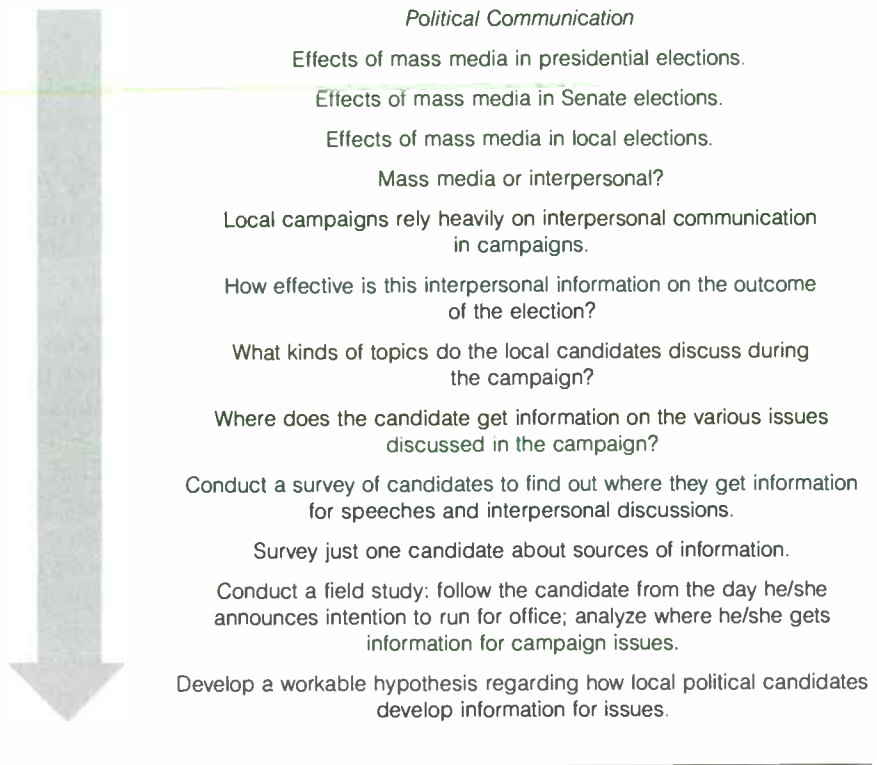 Political Communication
Effects of mass media in presidential elections.
Effects of mass media in Senate elections.
Effects of mass media in local elections.
Mass media or interpersonal?
Local campaigns rely heavily on interpersonal communication
in campaigns.
How effective is this interpersonal information on the outcome
of the election?
What kinds of topics do the local candidates discuss during
the campaign?
Where does the candidate get information on the various issues
discussed in the campaign?
Conduct a survey of candidates to find out where they get information
for speeches and interpersonal discussions.
Survey just one candidate about sources of information.
Conduct a field study: follow the candidate from the day he/she
announces intention to run for office; analyze where he/she gets
information for campaign issues.
Develop a workable hypothesis regarding how local political candidates
develop information for issues.